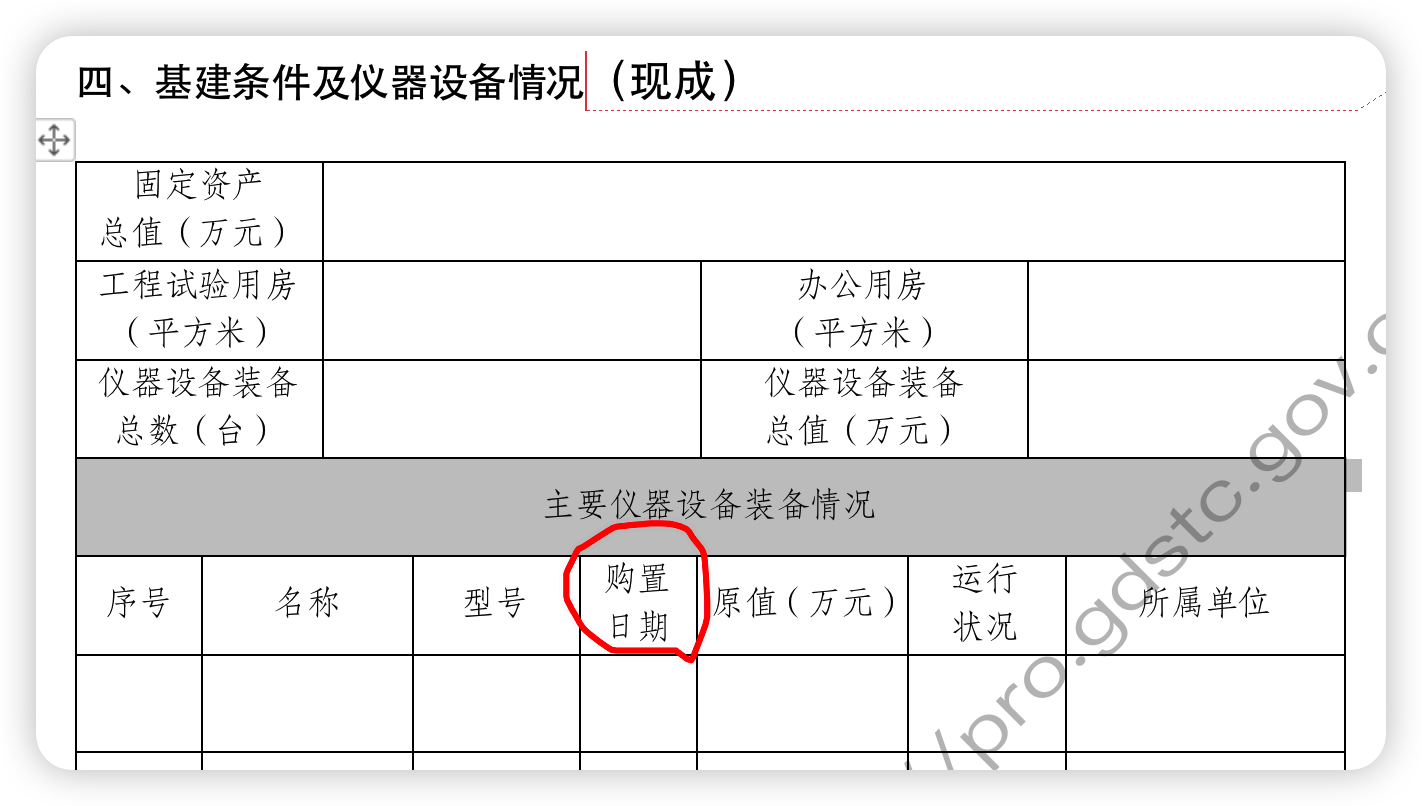 四、基建条件及仪器设备情况（现成）
固定资产
总值（万元）
工程试验用房
（平方米）
办公用房
（平方米）
仪器设备装备
总数（台）
仪器设备装备
总值（万元）
主要仪器设备装备情况
序号
名称
型号
购置
日期
原值（万元）
运行
状况
所属单位
//pro.gdstc.gov.c